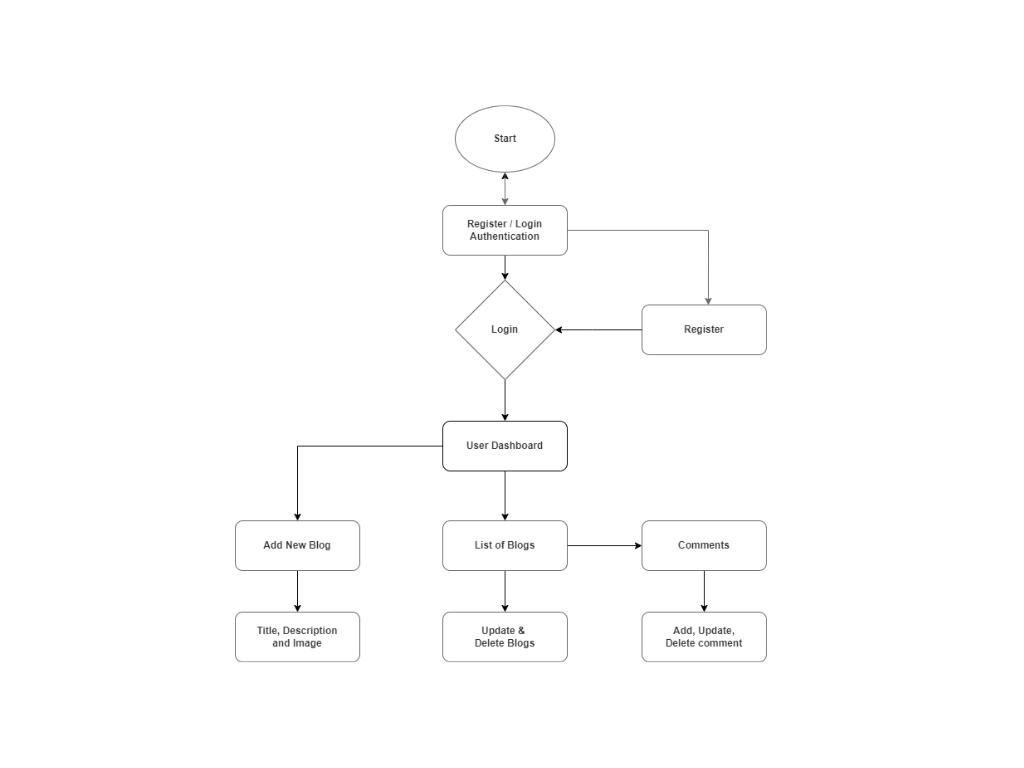 Start
Register / Login
Authentication
Login
Register
User Dashboard
Add New Blog
List of Blogs
Comments
Title, Description
and Image
Update &
Delete Blogs
Add, Update,
Delete comment